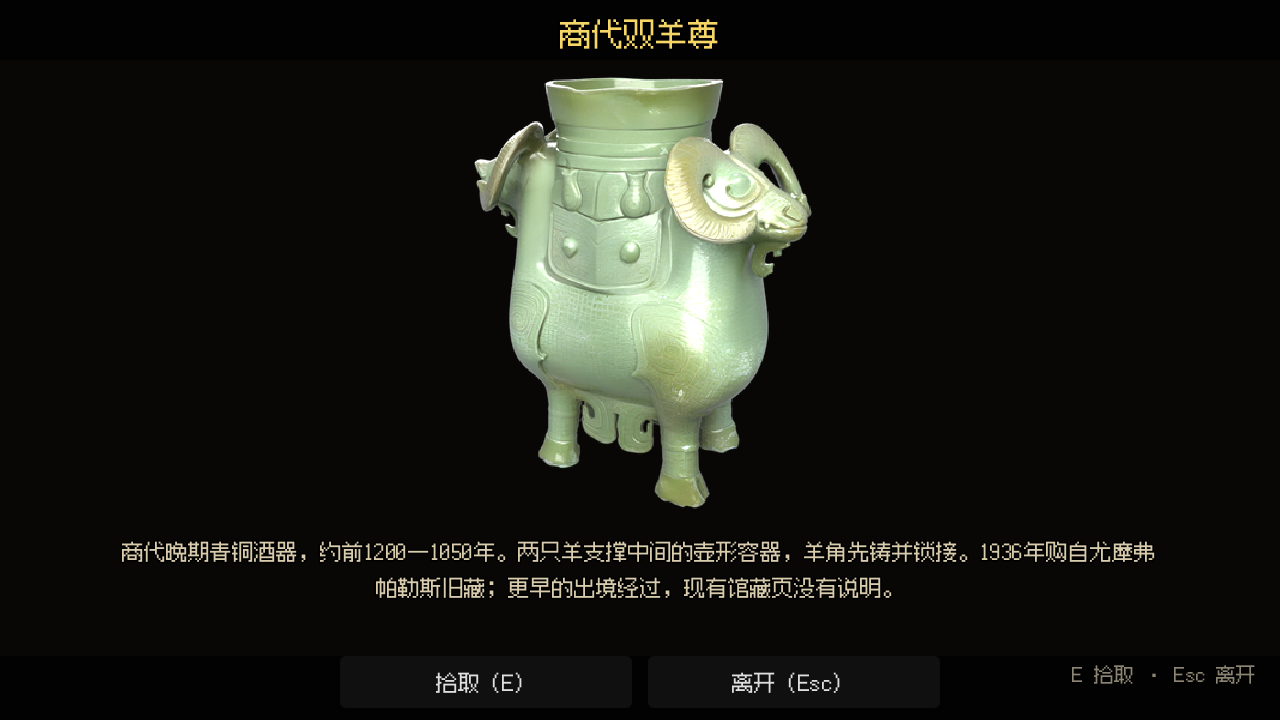 商代双羊尊
商代晚期青铜酒器，约前1200—1050年。两只羊支撑中间的壶形容器，羊角先铸并锁接。1936年购自尤摩弗
帕勒斯旧藏；更早的出境经过，现有馆藏页没有说明。
拾取（E）
离开（Esc）
E 拾取 · Esc 离开